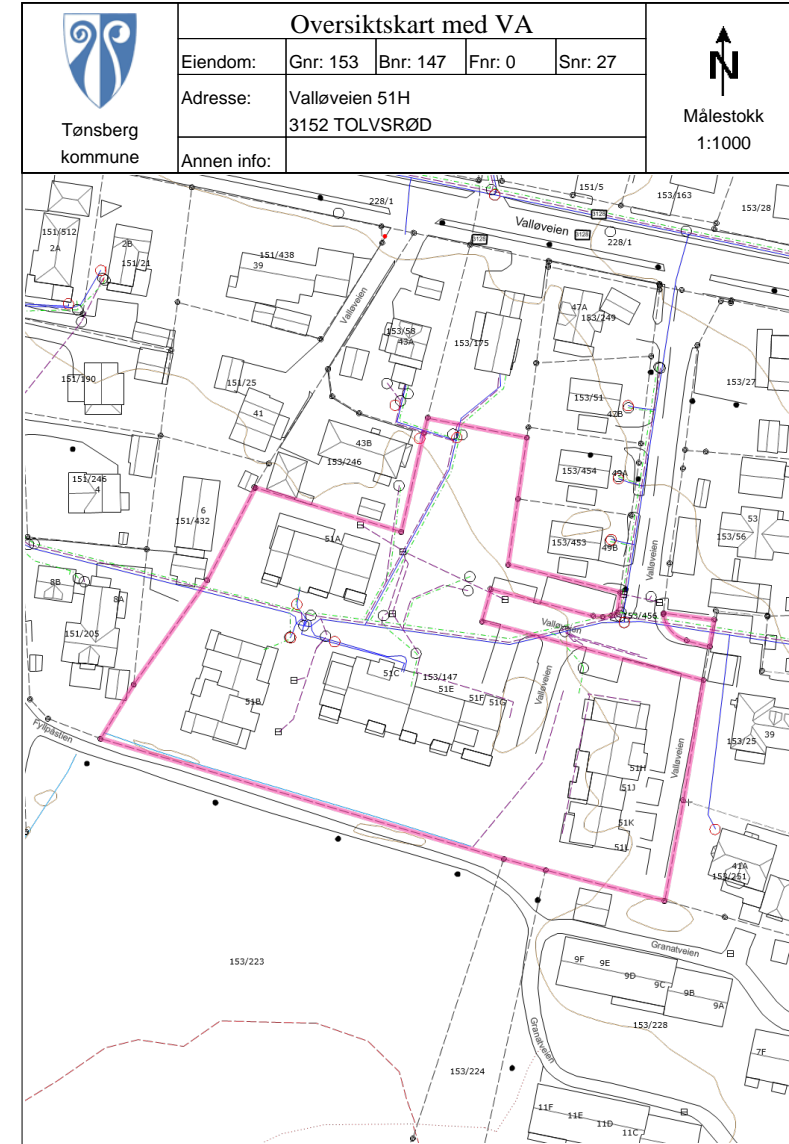 Oversiktskart med VA
Eiendom: Gnr: 153 Bnr: 147 Fnr: 0 Snr: 27
Adresse: Valløveien 51H
3152 TOLVSRØD
Annen info:
Tønsberg
kommune
N
Målestokk
1:1000
228/1
151/5
153/163
153/28
151/512
2A
2B
151/21
Valløveien
3128
3128
3128
228/1
151/438
39
Valløveien
153/58
43A
153/175
47A
153/249
151/190
151/25
41
153/51
47B
153/27
43B
153/246
151/246
4
153/454
49A
6
151/432
51A
153/453
49B
53
153/56
Valløveien
8B
8A
151/205
153/456
Valløveien
51C
153/147
51E
51F
51G
51B
Valløveien
Valløveien
39
153/25
Fyllpåstien
51H
51J
51K
51L
41A
153/251
Granatveien
153/223
9F
9E
9D
9C
9B
9A
153/228
Granatveien
7F
153/224
11F
11E
11D
11C